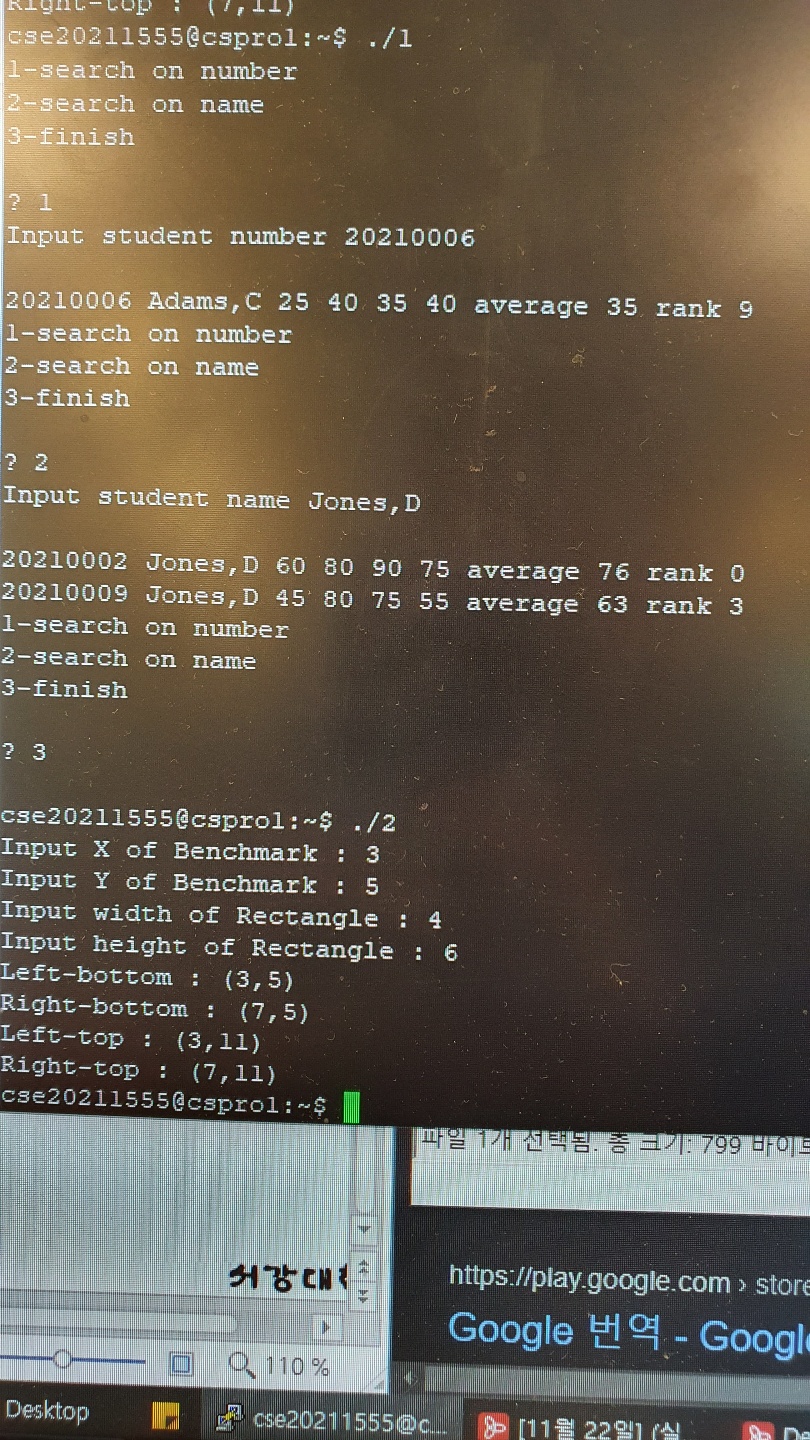 Right-top : (7,11)
cse20211555@csprol:~$ ./1
1-search on number
2-search on name
3-finish
? 1
Input student number 20210006
20210006 Adams,C 25 40 35 40 average 35 rank 9
1-search on number
2-search on name
3-finish
? 2
Input student name Jones,D
20210002 Jones,D 60 80 90 75 average 76 rank 0
20210009 Jones,D 45 80 75 55 average 63 rank 3
1-search on number
2-search on name
3-finish
? 3
cse20211555@csprol:~$ ./2
Input X of Benchmark : 3
Input Y of Benchmark : 5
Input width of Rectangle : 4
Input height of Rectangle : 6
Left-bottom : (3,5)
Right-bottom : (7,5)
Left-top : (3,11)
Right-top : (7,11)
cse20211555@csprol:~$
파일 1개 선택됨. 총 크기: 799 바이트
서강대
https://play.google.com › store
Google 번역 - Google
110 %
Desktop
cse20211555@c...
[11월 22일] (실
De